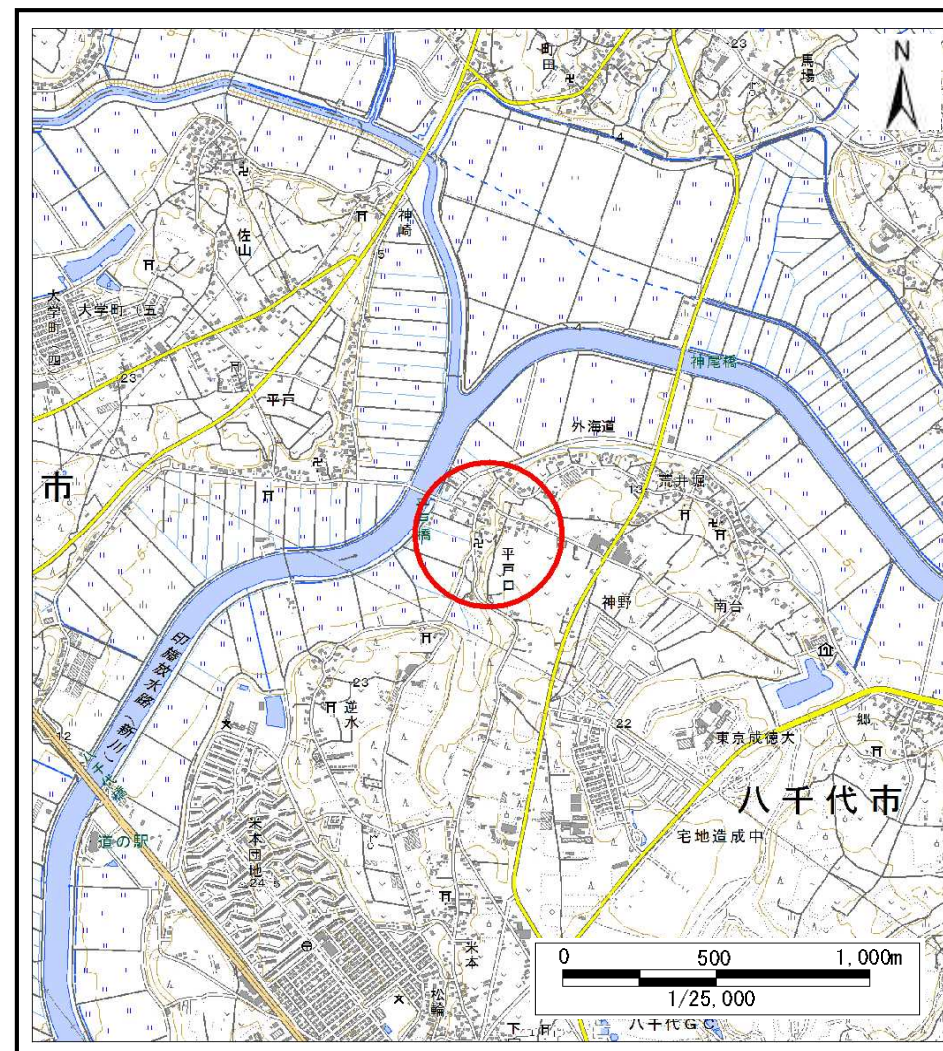 23
馬場
町田
N
4
佐山
神崎
5
大学町(五)
大学町(四)
23
平戸
4
神尾橋
外海道
市
13
荒井堀
平戸口
神野
南台
印旛放水路(新川)
23
逆水
22
東京成徳大
郷
12
八千代市
道の駅
米本団地
24
宅地造成中
米本
松輪
0 500 1,000m
1/25,000
下
八千代GC